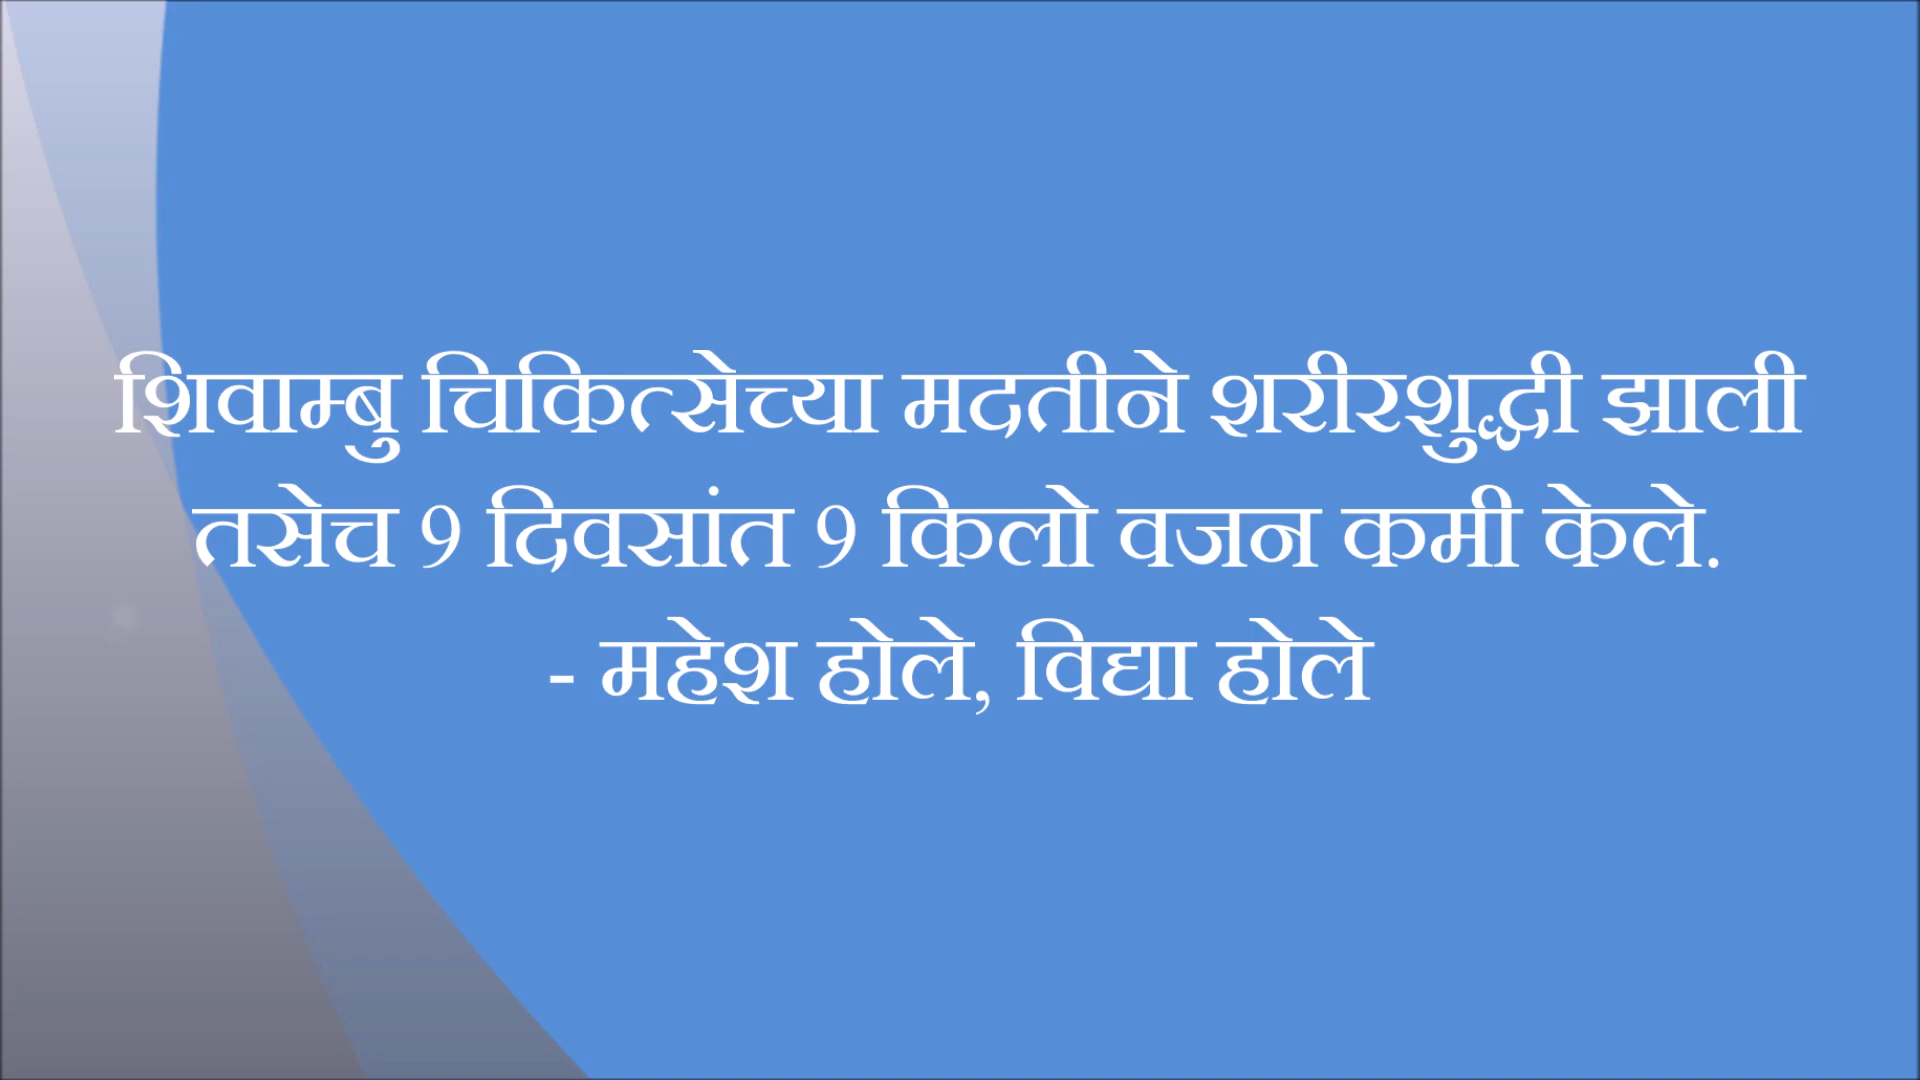 शिवाम्बु चिकित्सेच्या मदतीने शरीरशुद्धी झाली
तसेच 9 दिवसांत 9 किलो वजन कमी केले.
- महेश होले, विद्या होले